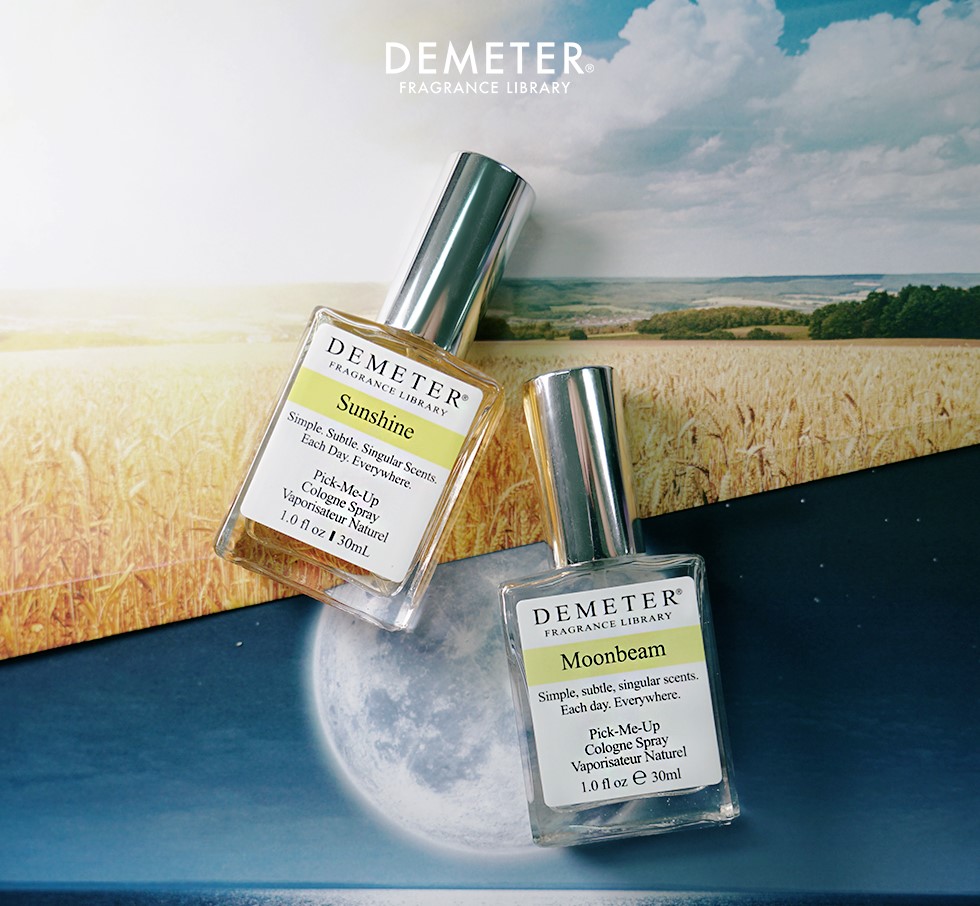 DEMETER®
FRAGRANCE LIBRARY
DEMETER®
FRAGRANCE LIBRARY
Sunshine
Simple. Subtle. Singular Scents.
Each Day. Everywhere.
Pick-Me-Up
Cologne Spray
Vaporisateur Naturel
1.0 fl oz | 30mL
DEMETER®
FRAGRANCE LIBRARY
Moonbeam
Simple, subtle, singular scents.
Each day. Everywhere.
Pick-Me-Up
Cologne Spray
Vaporisateur Naturel
1.0 fl oz ℮ 30ml